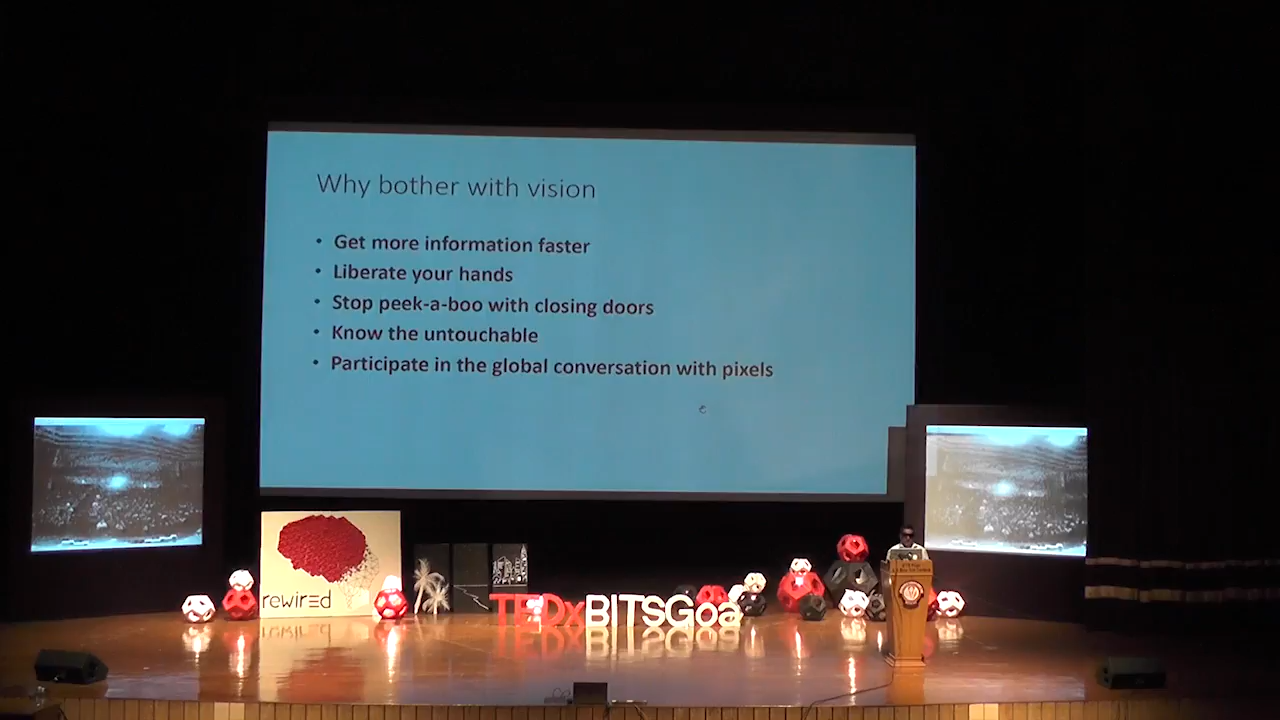 Why bother with vision
• Get more information faster
• Liberate your hands
• Stop peek-a-boo with closing doors
• Know the untouchable
• Participate in the global conversation with pixels
rewired
TEDxBITSGoa